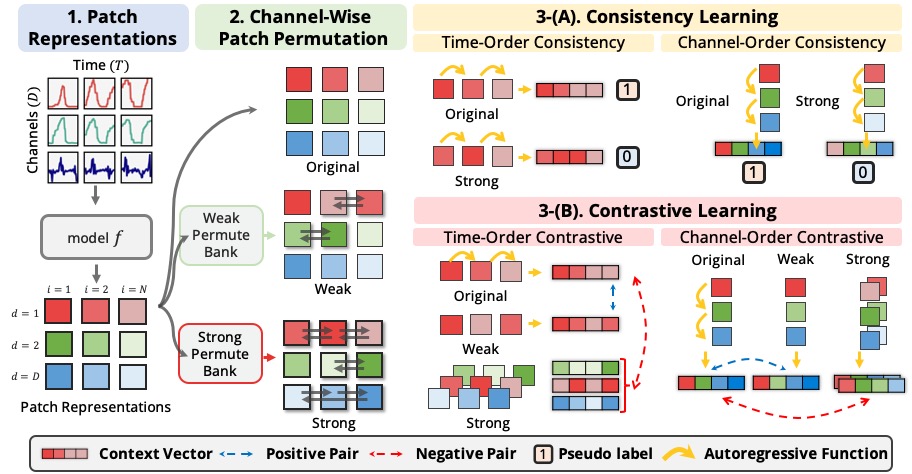 1. Patch
Representations
Time (T)
Channels (D)
model f
i = 1 i = 2 i = N
d = 1
d = 2
d = D
Patch Representations
2. Channel-Wise
Patch Permutation
Original
Weak
Permute
Bank
Weak
Strong
Permute
Bank
Strong
3-(A). Consistency Learning
Time-Order Consistency
Original
1
Strong
0
Channel-Order Consistency
Original
Strong
1
0
3-(B). Contrastive Learning
Time-Order Contrastive
Original
Weak
Strong
Channel-Order Contrastive
Original Weak Strong
Context Vector Positive Pair Negative Pair 1 Pseudo label Autoregressive Function